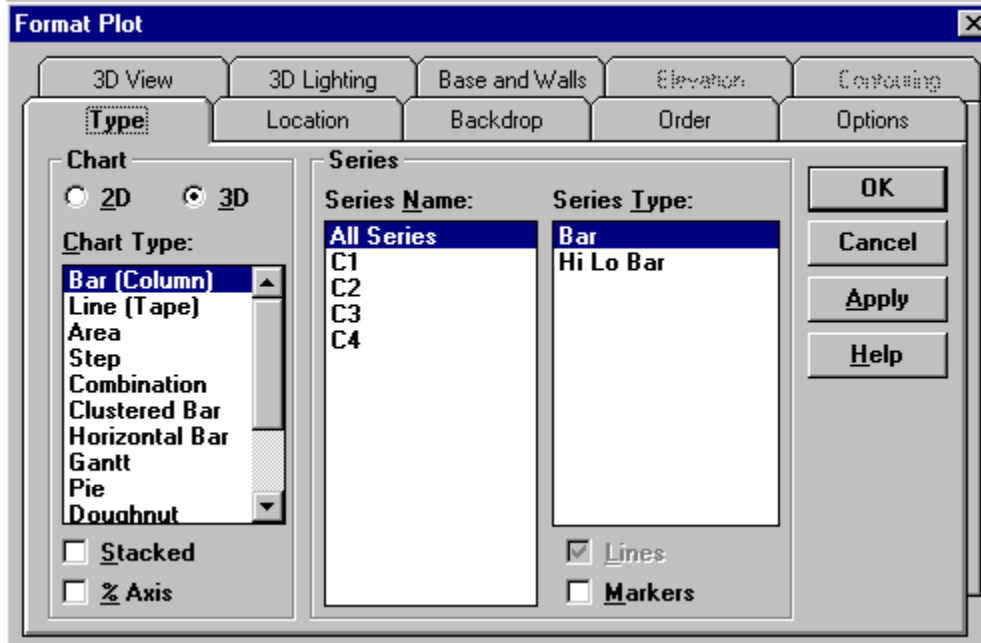 Format Plot
3D View 3D Lighting Base and Walls Elevation Contouring
Type Location Backdrop Order Options
Chart
2D 3D
Chart Type:
Bar (Column)
Line (Tape)
Area
Step
Combination
Clustered Bar
Horizontal Bar
Gantt
Pie
Doughnut
Stacked
% Axis
Series
Series Name:
All Series
C1
C2
C3
C4
Series Type:
Bar
Hi Lo Bar
Lines
Markers
OK
Cancel
Apply
Help